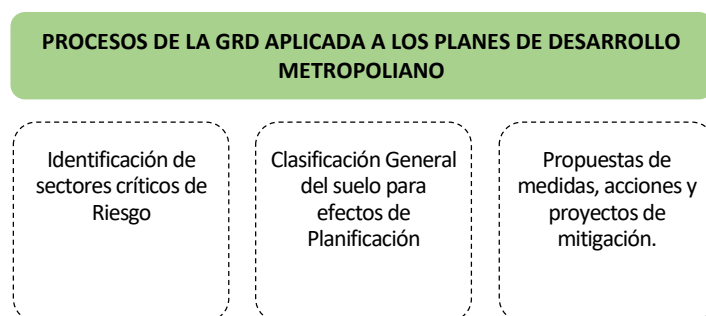 PROCESOS DE LA GRD APLICADA A LOS PLANES DE DESARROLLO
METROPOLIANO
Identificación de
sectores críticos de
Riesgo
Clasificación General
del suelo para
efectos de
Planificación
Propuestas de
medidas, acciones y
proyectos de
mitigación.